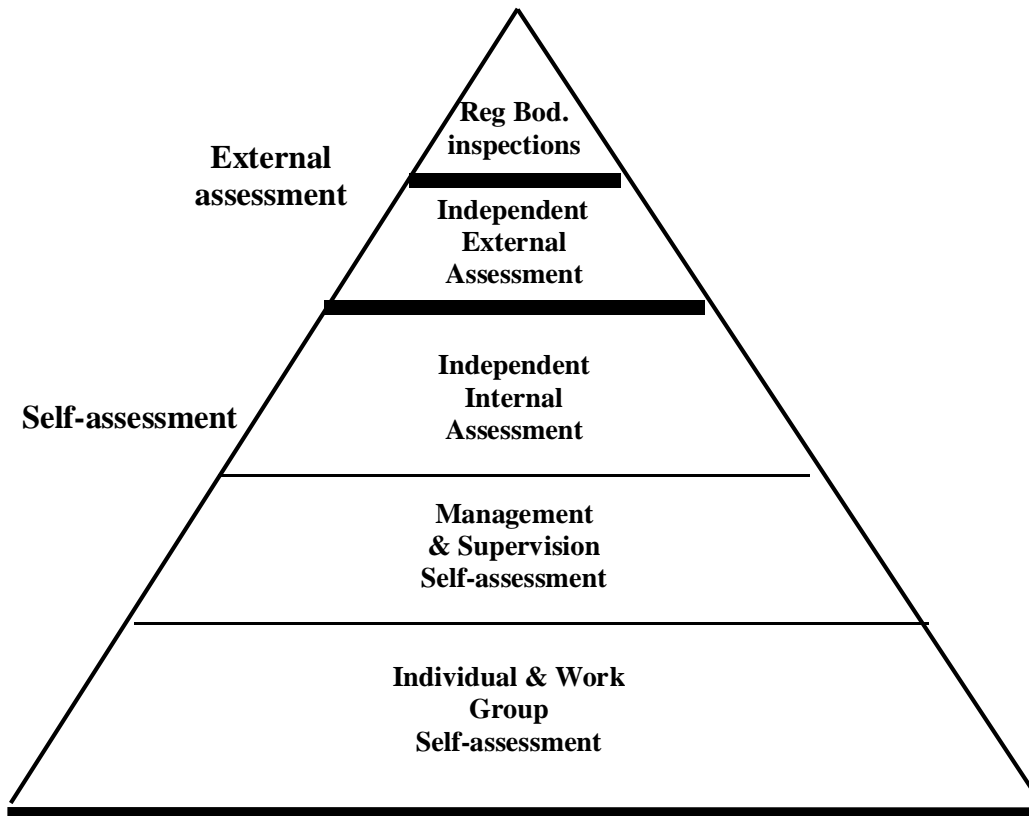 Reg Bod.
inspections
External
assessment
Independent
External
Assessment
Independent
Internal
Assessment
Self-assessment
Management
& Supervision
Self-assessment
Individual & Work
Group
Self-assessment